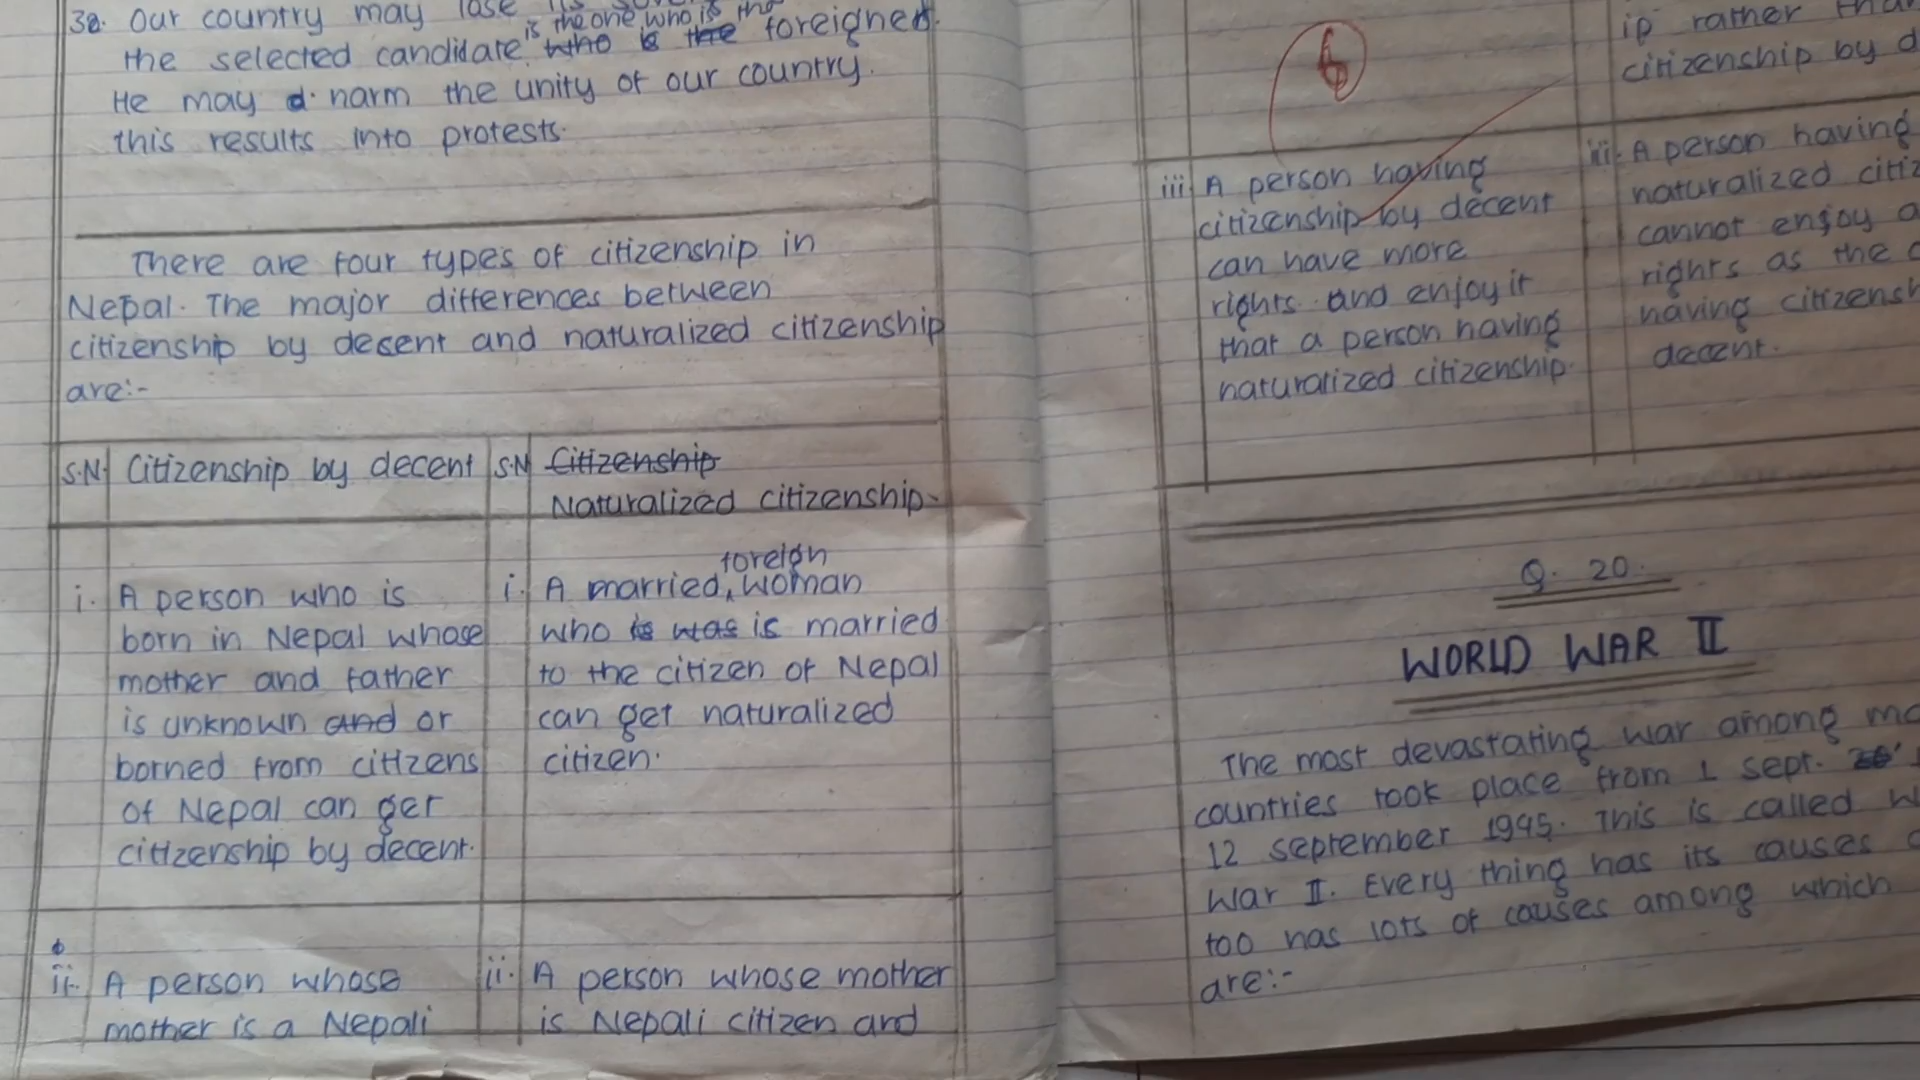 3a. Our country may lose
is the one who is the
the selected candidate who is the foreigner.
He may d. harm the unity of our country.
this results into protests.
There are four types of citizenship in
Nepal. The major differences between
citizenship by desent and naturalized citizenship
are:-
S.N. Citizenship by decent S.N Citizenship
Naturalized citizenship.
i. A person who is
born in Nepal whose
mother and father
is unknown and or
borned from citizens
of Nepal can get
citizenship by decent.
foreign
i. A married, woman
who is was is married
to the citizen of Nepal
can get naturalized
citizen.
ii. A person whose
mother is a Nepali
ii. A person whose mother
is Nepali citizen and
6
ip rather than
citizenship by d
iii. A person having
citizenship by decent
can have more
rights and enjoy it
that a person having
naturalized citizenship.
iii. A person having
naturalized citiz
cannot enjoy a
rights as the
having citizensh
decent.
Q. 20.
WORLD WAR II
The most devastating war among
countries took place from 1 sept.
12 september 1945. This is called W
War II. Every thing has its causes
too has lots of causes among which
are:-